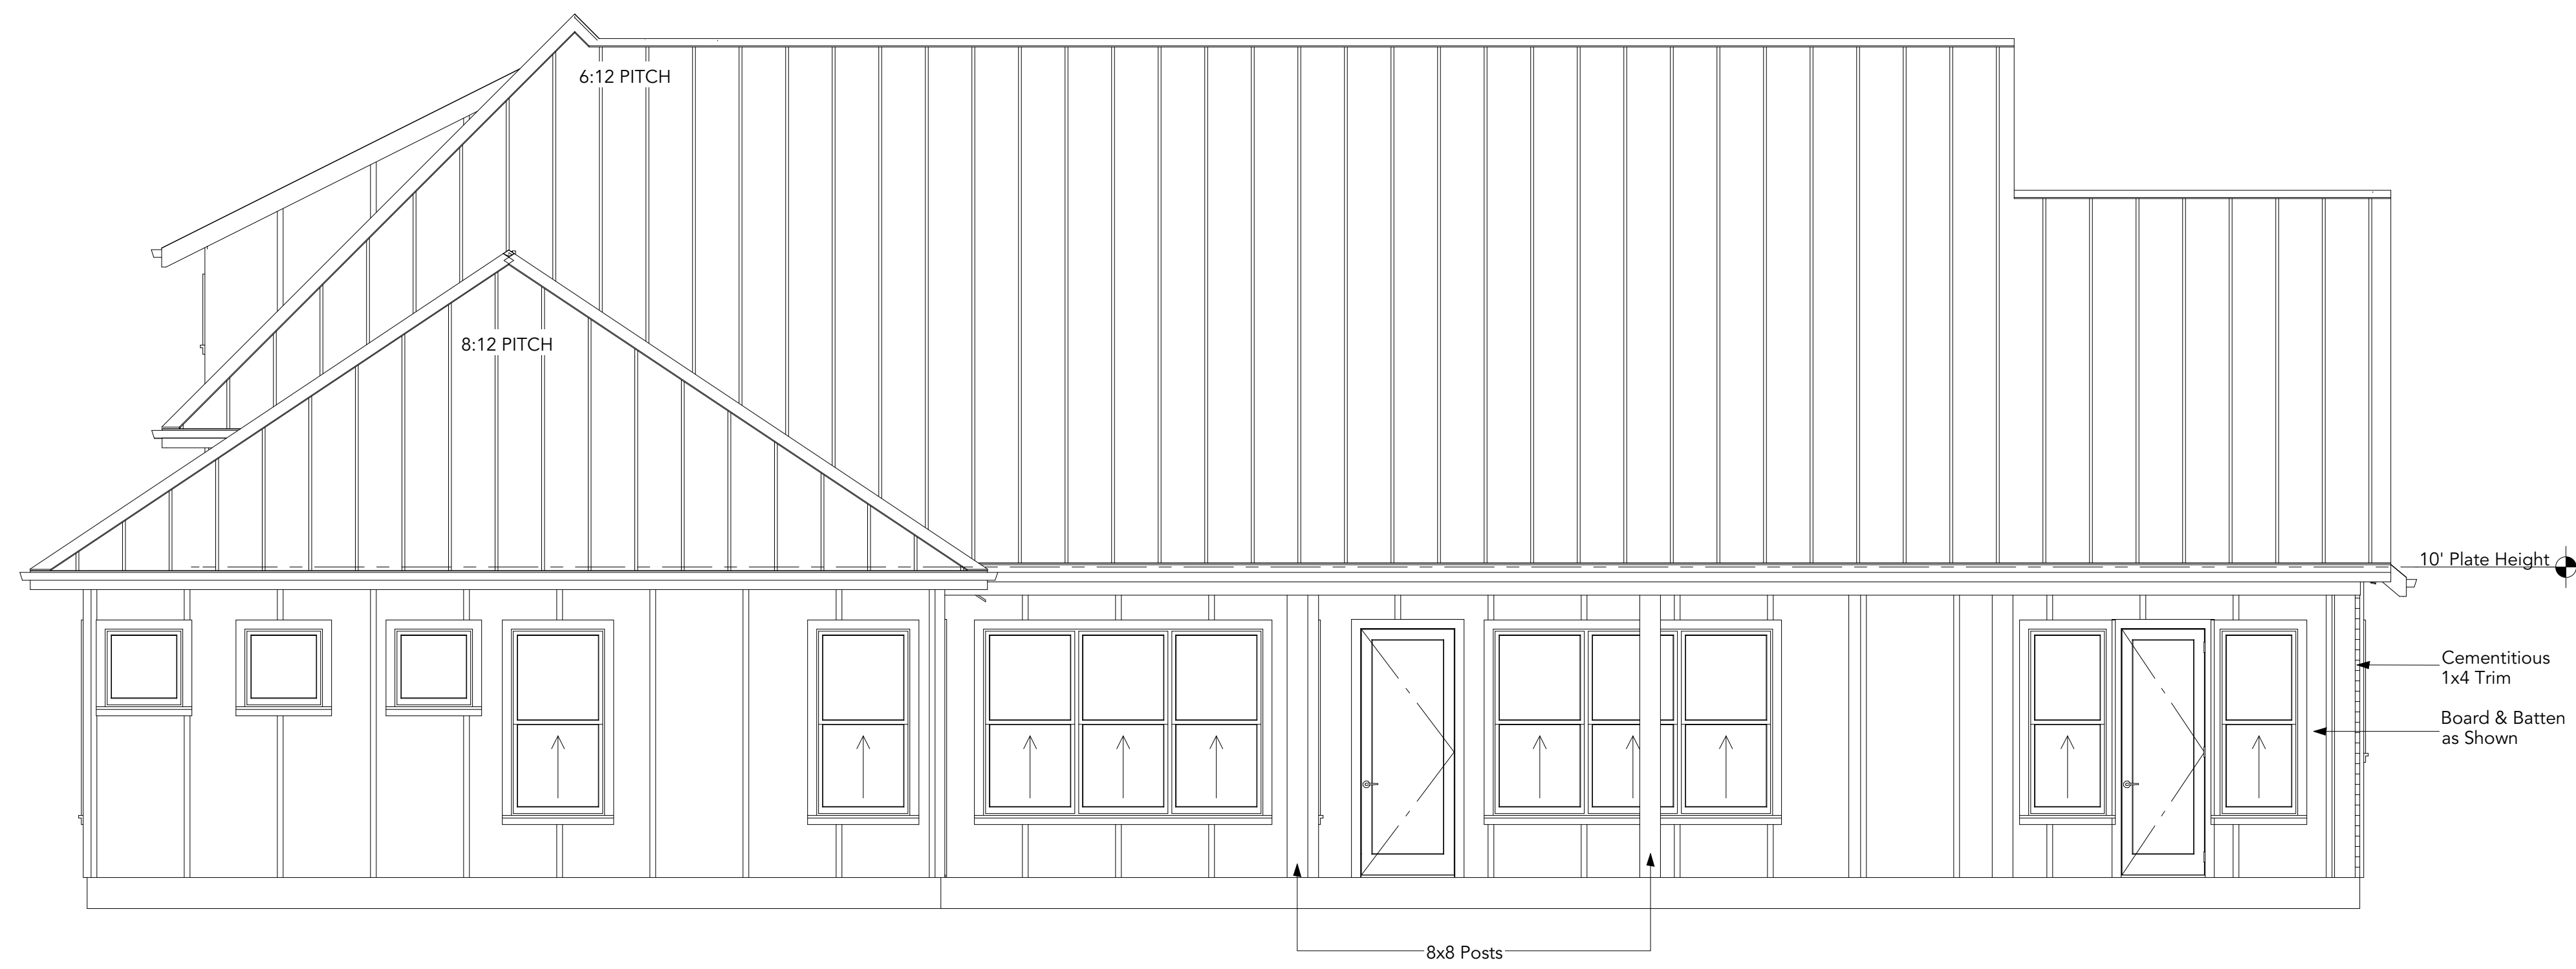 6:12 PITCH
8:12 PITCH
10' Plate Height
Cementitious
1x4 Trim
Board & Batten
as Shown
8x8 Posts